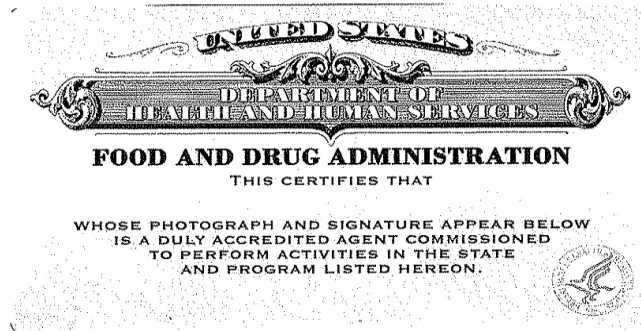 UNITED STATES
DEPARTMENT OF
HEALTH AND HUMAN SERVICES
FOOD AND DRUG ADMINISTRATION
THIS CERTIFIES THAT
WHOSE PHOTOGRAPH AND SIGNATURE APPEAR BELOW
IS A DULY ACCREDITED AGENT COMMISSIONED
TO PERFORM ACTIVITIES IN THE STATE
AND PROGRAM LISTED HEREON.